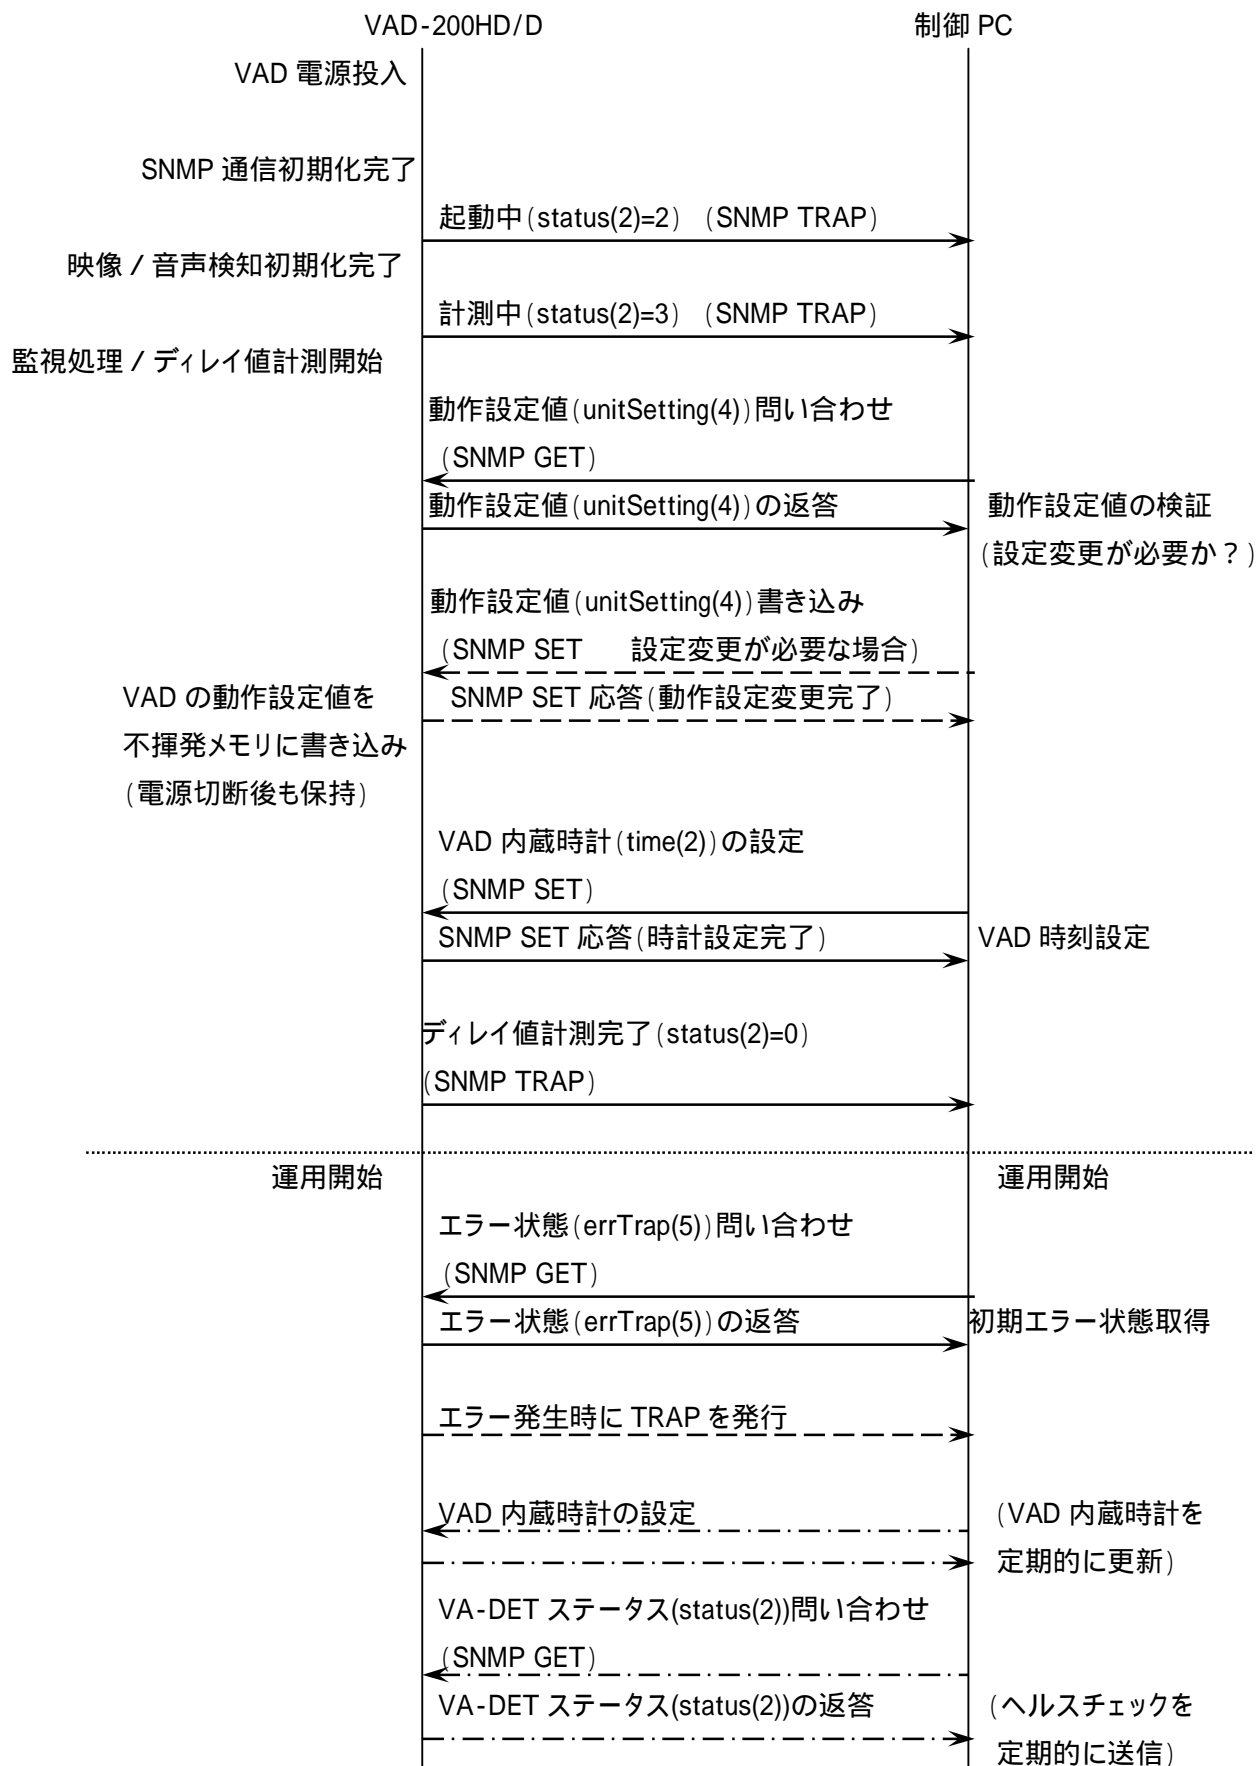 VAD-200HD/D 制御 PC
VAD 電源投入
SNMP 通信初期化完了
起動中(status(2)=2) (SNMP TRAP)
映像 / 音声検知初期化完了
計測中(status(2)=3) (SNMP TRAP)
監視処理 / ディレイ値計測開始
動作設定値(unitSetting(4))問い合わせ
(SNMP GET)
動作設定値(unitSetting(4))の返答 動作設定値の検証
(設定変更が必要か?)
動作設定値(unitSetting(4))書き込み
(SNMP SET 設定変更が必要な場合)
VAD の動作設定値を SNMP SET 応答(動作設定変更完了)
不揮発メモリに書き込み
(電源切断後も保持)
VAD 内蔵時計(time(2))の設定
(SNMP SET)
SNMP SET 応答(時計設定完了) VAD 時刻設定
ディレイ値計測完了(status(2)=0)
(SNMP TRAP)
運用開始 運用開始
エラー状態(errTrap(5))問い合わせ
(SNMP GET)
エラー状態(errTrap(5))の返答 初期エラー状態取得
エラー発生時に TRAP を発行
VAD 内蔵時計の設定 (VAD 内蔵時計を
定期的に更新)
VA-DET ステータス(status(2))問い合わせ
(SNMP GET)
VA-DET ステータス(status(2))の返答 (ヘルスチェックを
定期的に送信)